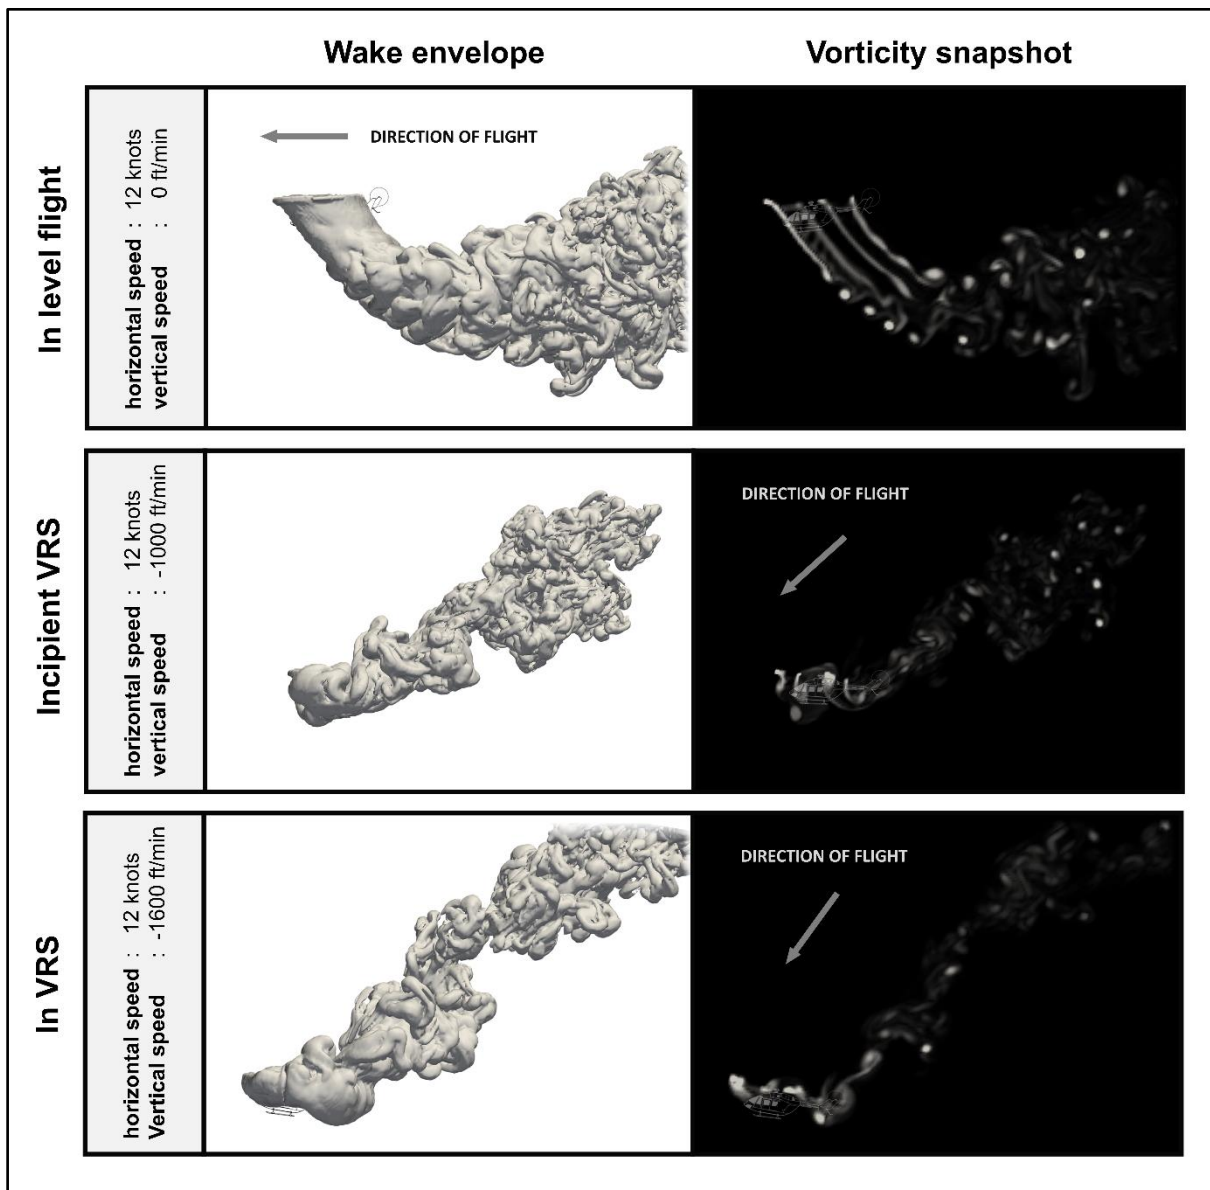 Wake envelope
Vorticity snapshot
In level flight
horizontal speed : 12 knots
vertical speed : 0 ft/min
DIRECTION OF FLIGHT
Incipient VRS
horizontal speed : 12 knots
vertical speed : -1000 ft/min
DIRECTION OF FLIGHT
In VRS
horizontal speed : 12 knots
Vertical speed : -1600 ft/min
DIRECTION OF FLIGHT